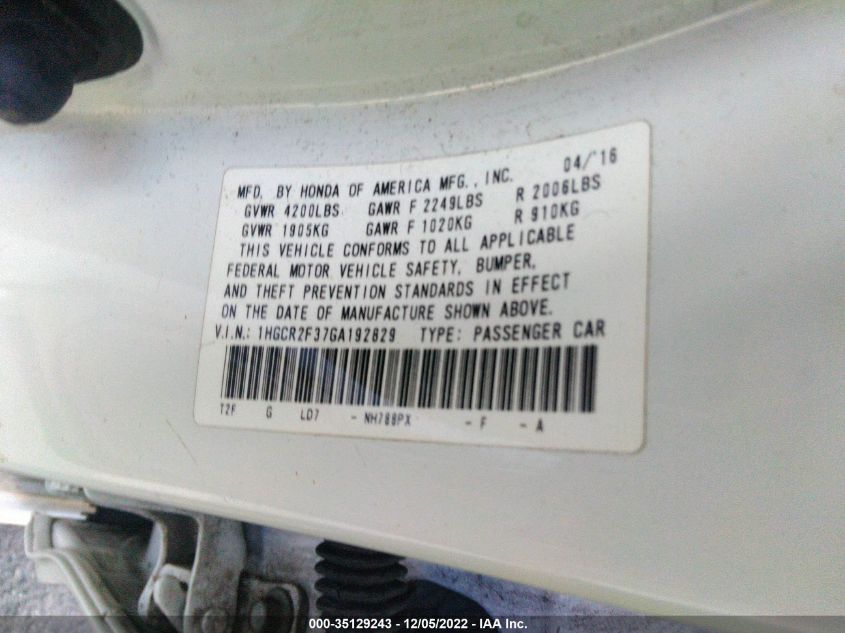 04/'16
MFD. BY HONDA OF AMERICA MFG., INC.
GVWR 4200LBS GAWR F 2249LBS R 2006LBS
GVWR 1905KG GAWR F 1020KG R 910KG
THIS VEHICLE CONFORMS TO ALL APPLICABLE
FEDERAL MOTOR VEHICLE SAFETY, BUMPER,
AND THEFT PREVENTION STANDARDS IN EFFECT
ON THE DATE OF MANUFACTURE SHOWN ABOVE.
V.I.N.: 1HGCR2F37GA192829 TYPE: PASSENGER CAR
T2F G LD7 - NH788PX - F - A
000-35129243 - 12/05/2022 - IAA Inc.